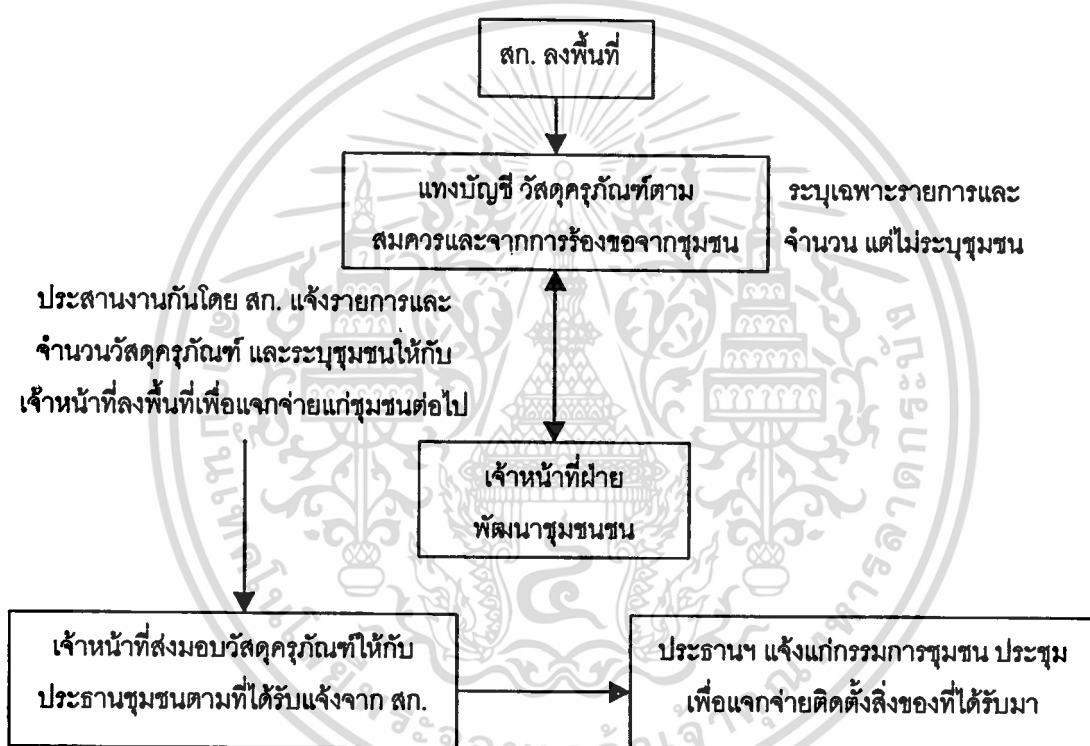 สก. ลงพื้นที่
แทงบัญชี วัสดุครุภัณฑ์ตาม
สมควรและจากการร้องขอจากชุมชน
ระบุเฉพาะรายการและ
จำนวน แต่ไม่ระบุชุมชน
ประสานงานกันโดย สก. แจ้งรายการและ
จำนวนวัสดุครุภัณฑ์ และระบุชุมชนให้กับ
เจ้าหน้าที่ลงพื้นที่เพื่อแจกจ่ายแก่ชุมชนต่อไป
เจ้าหน้าที่ฝ่าย
พัฒนาชุมชนชน
เจ้าหน้าที่ส่งมอบวัสดุครุภัณฑ์ให้กับ
ประธานชุมชนตามที่ได้รับแจ้งจาก สก.
ประธานฯ แจ้งแก่กรรมการชุมชน ประชุม
เพื่อแจกจ่ายติดตั้งสิ่งของที่ได้รับมา